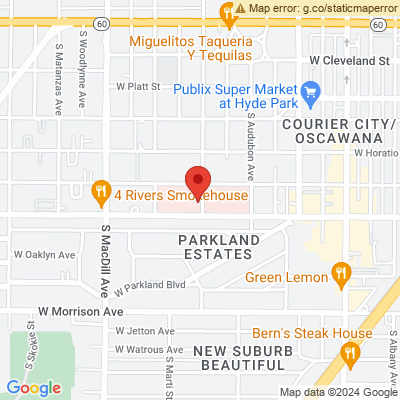 Map error: g.co/staticmaperror
60
60
Miguelitos Taqueria
Y Tequilas
W Cleveland St
S Matanzas Ave
S Woodlynne Ave
W Platt St
Publix Super Market
at Hyde Park
S Audubon Ave
COURIER CITY/
OSCAWANA
W Horatio
4 Rivers Smokehouse
PARKLAND
ESTATES
W Oaklyn Ave
S MacDill Ave
Green Lemon
W Parkland Blvd
W Morrison Ave
S Skokie St
W Jetton Ave
Bern's Steak House
W Watrous Ave
NEW SUBURB
BEAUTIFUL
S Marti St
S Albany Ave
Google
Map data ©2024 Google